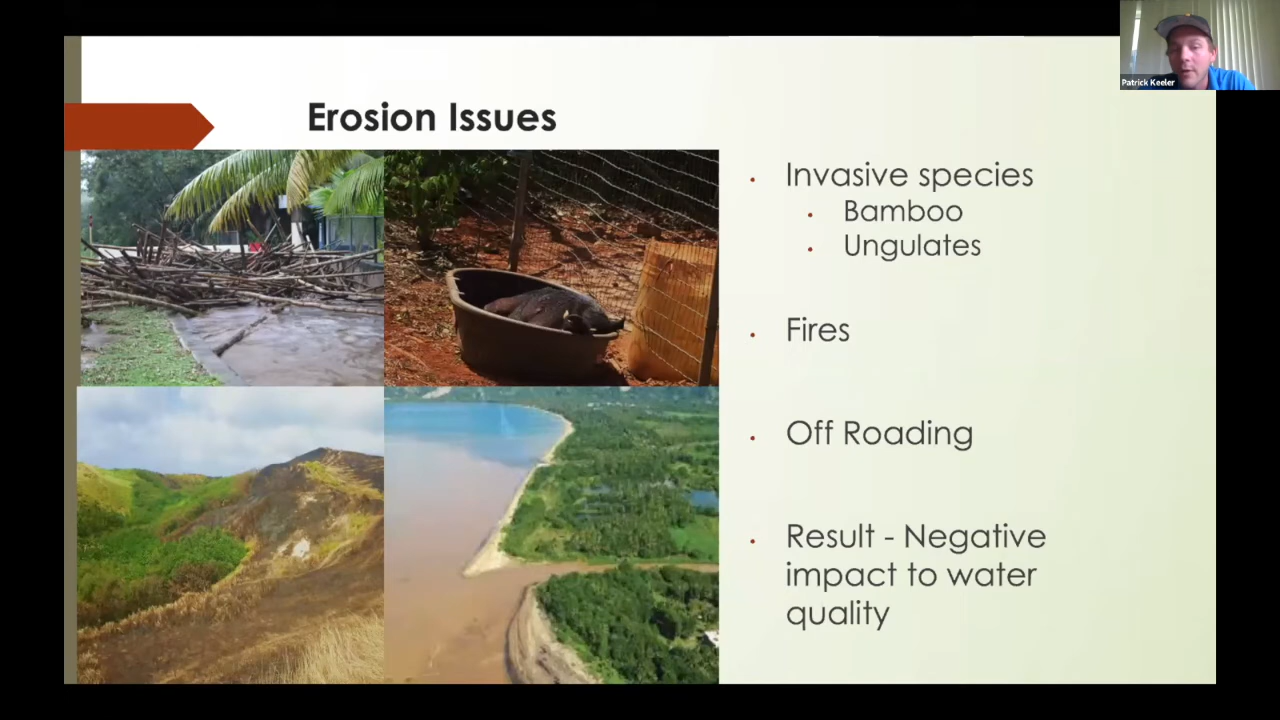 Patrick Keeler
Erosion Issues
Invasive species
Bamboo
Ungulates
Fires
Off Roading
Result - Negative
impact to water
quality